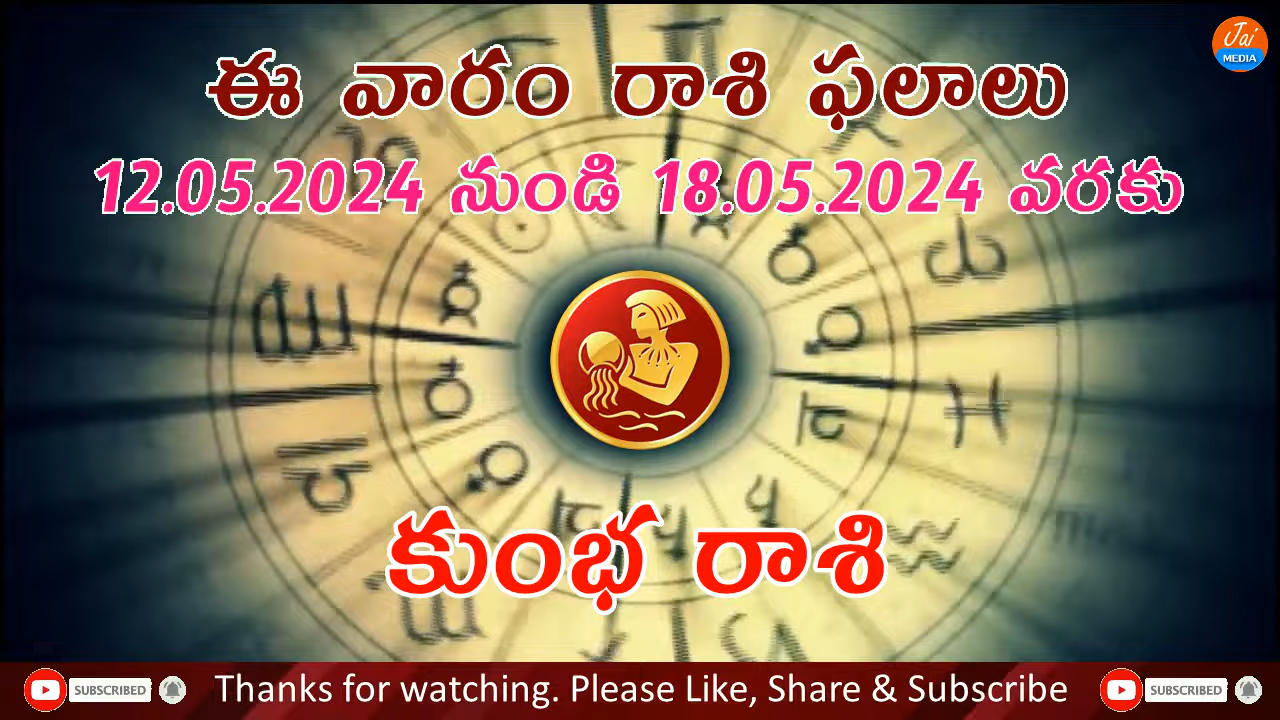 Jai
MEDIA
ఈ వారం రాశి ఫలాలు
12.05.2024 నుండి 18.05.2024 వరకు
కుంభ రాశి
SUBSCRIBED
Thanks for watching. Please Like, Share & Subscribe
SUBSCRIBED